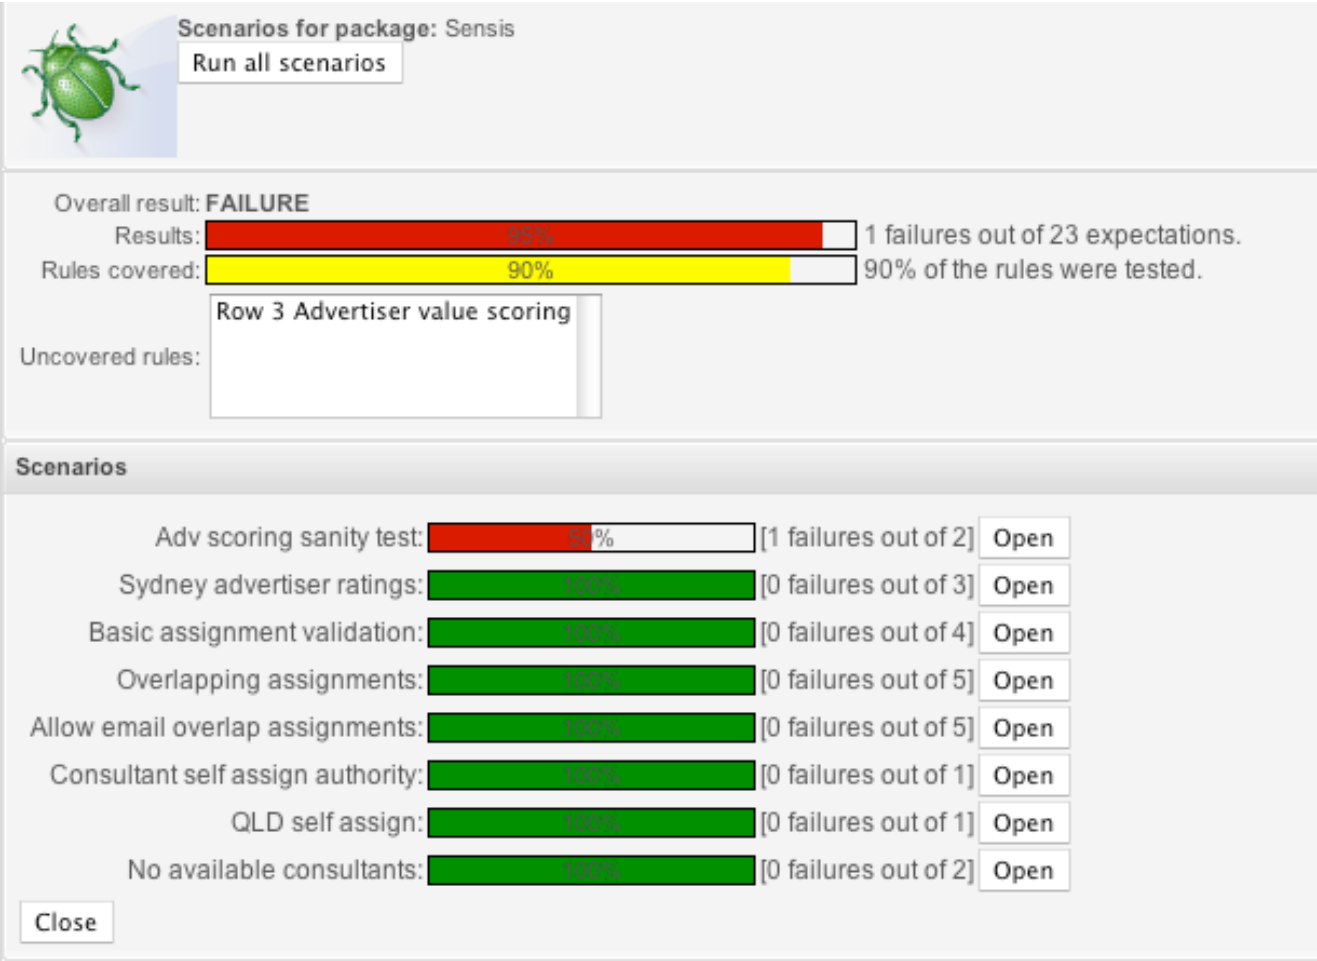 Scenarios for package: Sensis
Run all scenarios
Overall result: FAILURE
Results: 95% 1 failures out of 23 expectations.
Rules covered: 90% 90% of the rules were tested.
Row 3 Advertiser value scoring
Uncovered rules:
Scenarios
Adv scoring sanity test: 50% [1 failures out of 2] Open
Sydney advertiser ratings: 100% [0 failures out of 3] Open
Basic assignment validation: 100% [0 failures out of 4] Open
Overlapping assignments: 100% [0 failures out of 5] Open
Allow email overlap assignments: 100% [0 failures out of 5] Open
Consultant self assign authority: 100% [0 failures out of 1] Open
QLD self assign: 100% [0 failures out of 1] Open
No available consultants: 100% [0 failures out of 2] Open
Close